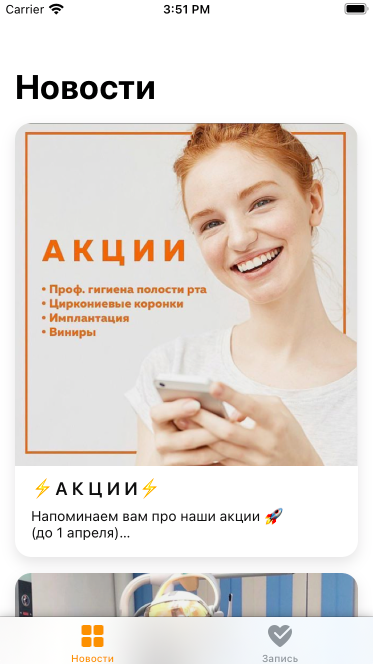 Carrier 3:51 PM
Новости
АКЦИИ
• Проф. гигиена полости рта
• Циркониевые коронки
• Имплантация
• Виниры
⚡А К Ц И И⚡
Напоминаем вам про наши акции 🚀
(до 1 апреля)...
Новости
Запись